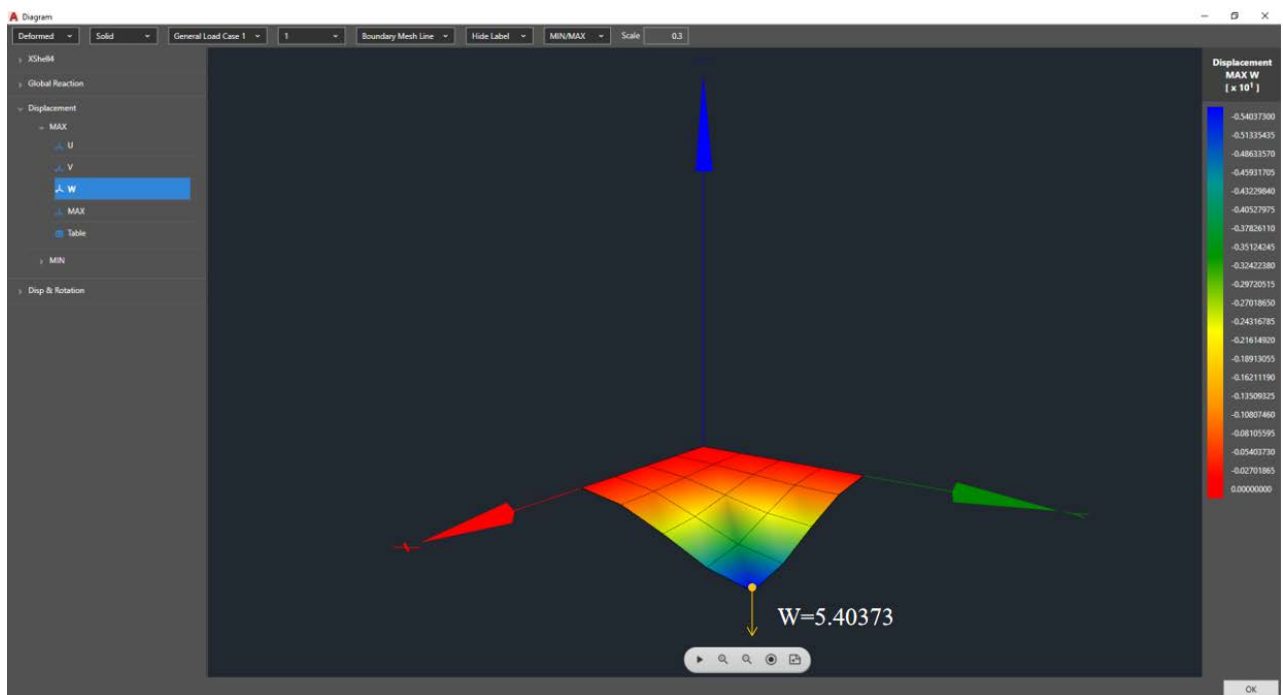 Diagram
Deformed Solid General Load Case 1 1 Boundary Mesh Line Hide Label MIN/MAX Scale 0.3
XShell4
Global Reaction
Displacement
MAX
U
V
W
MAX
Table
MIN
Disp & Rotation
W=5.40373
Displacement
MAX W
[ x 10¹ ]
-0.54037300
-0.51335435
-0.48633570
-0.45931705
-0.43229840
-0.40527975
-0.37826110
-0.35124245
-0.32422380
-0.29720515
-0.27018650
-0.24316785
-0.21614920
-0.18913055
-0.16211190
-0.13509325
-0.10807460
-0.08105595
-0.05403730
-0.02701865
0.00000000
OK